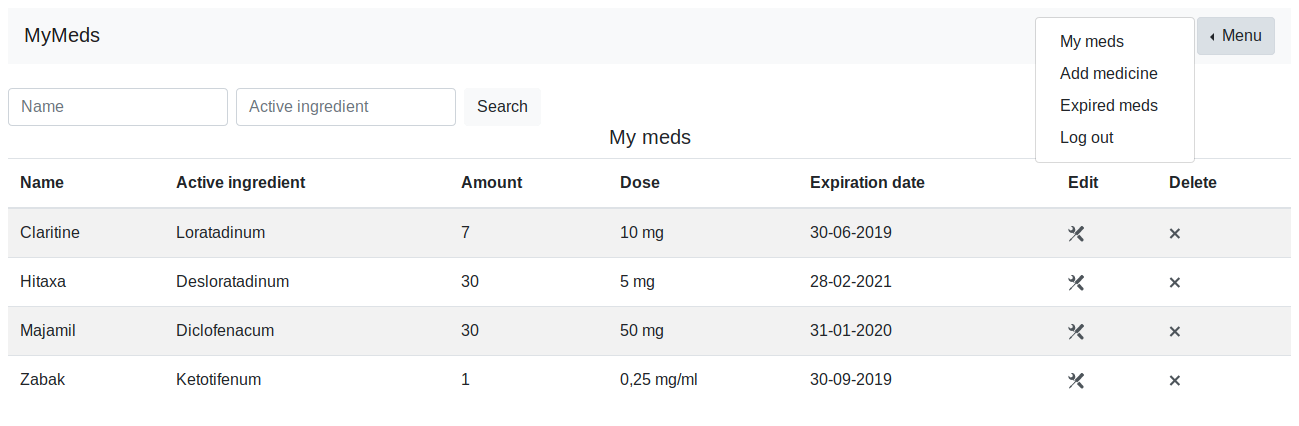 MyMeds
Menu
My meds
Add medicine
Expired meds
Log out
Name Active ingredient Search
My meds
Name Active ingredient Amount Dose Expiration date Edit Delete
Claritine Loratadinum 7 10 mg 30-06-2019
Hitaxa Desloratadinum 30 5 mg 28-02-2021
Majamil Diclofenacum 30 50 mg 31-01-2020
Zabak Ketotifenum 1 0,25 mg/ml 30-09-2019